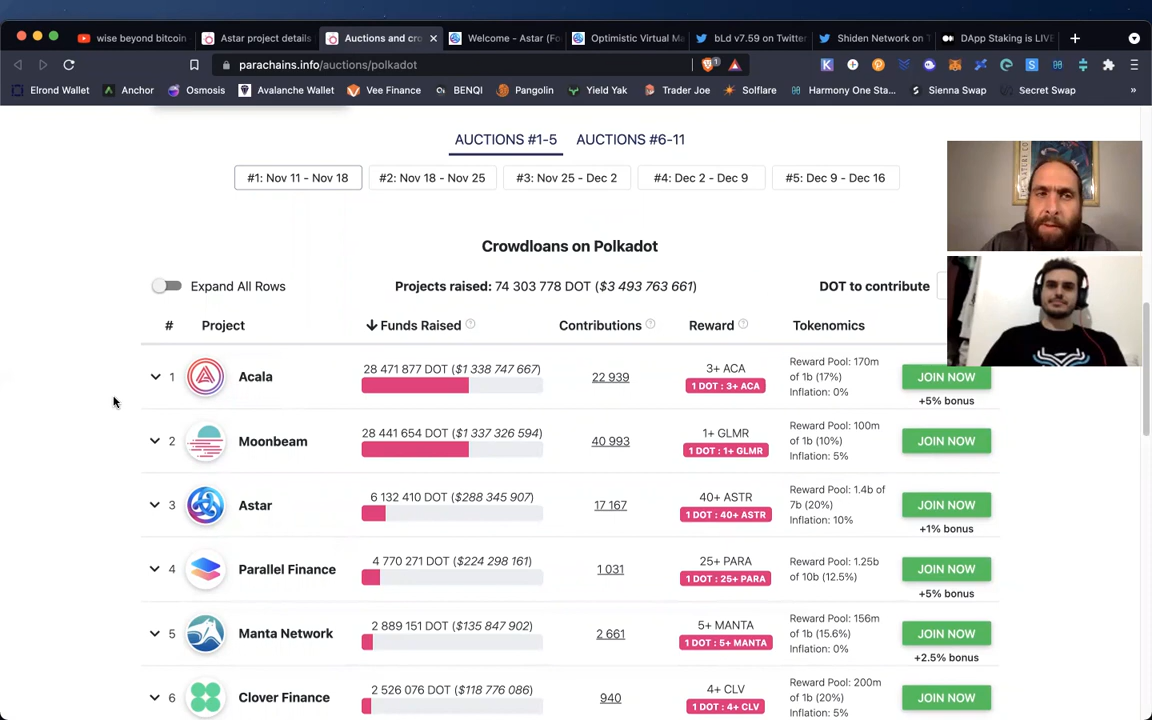 wise beyond bitcoin
Astar project details
Auctions and cro
Welcome - Astar (Fo
Optimistic Virtual Ma
bLd v7.59 on Twitter
Shiden Network on T
DApp Staking is LIVE
parachains.info/auctions/polkadot
1
Elrond Wallet
Anchor
Osmosis
Avalanche Wallet
Vee Finance
BENQI
Pangolin
Yield Yak
Trader Joe
Solflare
Harmony One Sta...
Sienna Swap
Secret Swap
AUCTIONS #1-5 AUCTIONS #6-11
#1: Nov 11 - Nov 18 #2: Nov 18 - Nov 25 #3: Nov 25 - Dec 2 #4: Dec 2 - Dec 9 #5: Dec 9 - Dec 16
Crowdloans on Polkadot
Expand All Rows Projects raised: 74 303 778 DOT ($3 493 763 661) DOT to contribute
# Project Funds Raised Contributions Reward Tokenomics
1 Acala 28 471 877 DOT ($1 338 747 667) 22 939 3+ ACA
1 DOT : 3+ ACA
Reward Pool: 170m
of 1b (17%)
Inflation: 0%
JOIN NOW
+5% bonus
2 Moonbeam 28 441 654 DOT ($1 337 326 594) 40 993 1+ GLMR
1 DOT : 1+ GLMR
Reward Pool: 100m
of 1b (10%)
Inflation: 5%
JOIN NOW
3 Astar 6 132 410 DOT ($288 345 907) 17 167 40+ ASTR
1 DOT : 40+ ASTR
Reward Pool: 1.4b of
7b (20%)
Inflation: 10%
JOIN NOW
+1% bonus
4 Parallel Finance 4 770 271 DOT ($224 298 161) 1 031 25+ PARA
1 DOT : 25+ PARA
Reward Pool: 1.25b
of 10b (12.5%)
JOIN NOW
+5% bonus
5 Manta Network 2 889 151 DOT ($135 847 902) 2 661 5+ MANTA
1 DOT : 5+ MANTA
Reward Pool: 156m
of 1b (15.6%)
Inflation: 0%
JOIN NOW
+2.5% bonus
6 Clover Finance 2 526 076 DOT ($118 776 086) 940 4+ CLV
1 DOT : 4+ CLV
Reward Pool: 200m
of 1b (20%)
Inflation: 5%
JOIN NOW